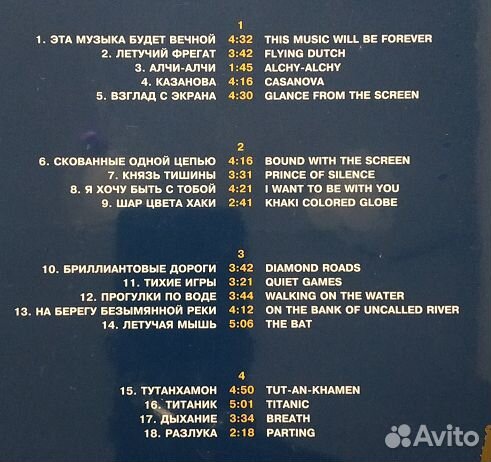 1
1. ЭТА МУЗЫКА БУДЕТ ВЕЧНОЙ 4:32 THIS MUSIC WILL BE FOREVER
2. ЛЕТУЧИЙ ФРЕГАТ 3:42 FLYING DUTCH
3. АЛЧИ-АЛЧИ 1:45 ALCHY-ALCHY
4. КАЗАНОВА 4:16 CASANOVA
5. ВЗГЛЯД С ЭКРАНА 4:30 GLANCE FROM THE SCREEN
2
6. СКОВАННЫЕ ОДНОЙ ЦЕПЬЮ 4:16 BOUND WITH THE SCREEN
7. КНЯЗЬ ТИШИНЫ 3:31 PRINCE OF SILENCE
8. Я ХОЧУ БЫТЬ С ТОБОЙ 4:21 I WANT TO BE WITH YOU
9. ШАР ЦВЕТА ХАКИ 2:41 KHAKI COLORED GLOBE
3
10. БРИЛЛИАНТОВЫЕ ДОРОГИ 3:42 DIAMOND ROADS
11. ТИХИЕ ИГРЫ 3:21 QUIET GAMES
12. ПРОГУЛКИ ПО ВОДЕ 3:44 WALKING ON THE WATER
13. НА БЕРЕГУ БЕЗЫМЯННОЙ РЕКИ 4:12 ON THE BANK OF UNCALLED RIVER
14. ЛЕТУЧАЯ МЫШЬ 5:06 THE BAT
4
15. ТУТАНХАМОН 4:50 TUT-AN-KHAMEN
16. ТИТАНИК 5:01 TITANIC
17. ДЫХАНИЕ 3:34 BREATH
18. РАЗЛУКА 2:18 PARTING
Avito